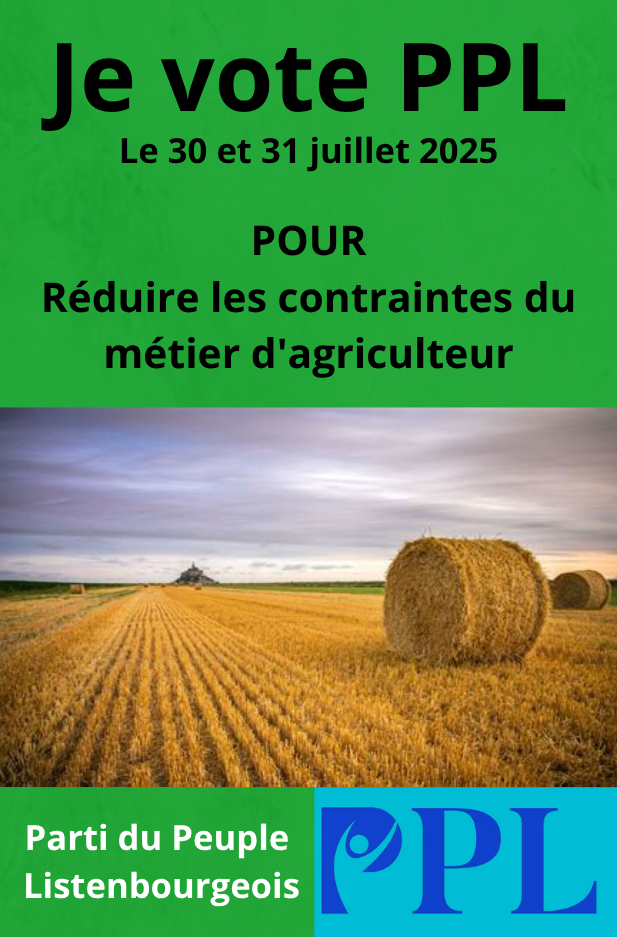 Je vote PPL
Le 30 et 31 juillet 2025
POUR
Réduire les contraintes du
métier d'agriculteur
Parti du Peuple
Listenbourgeois
PPL